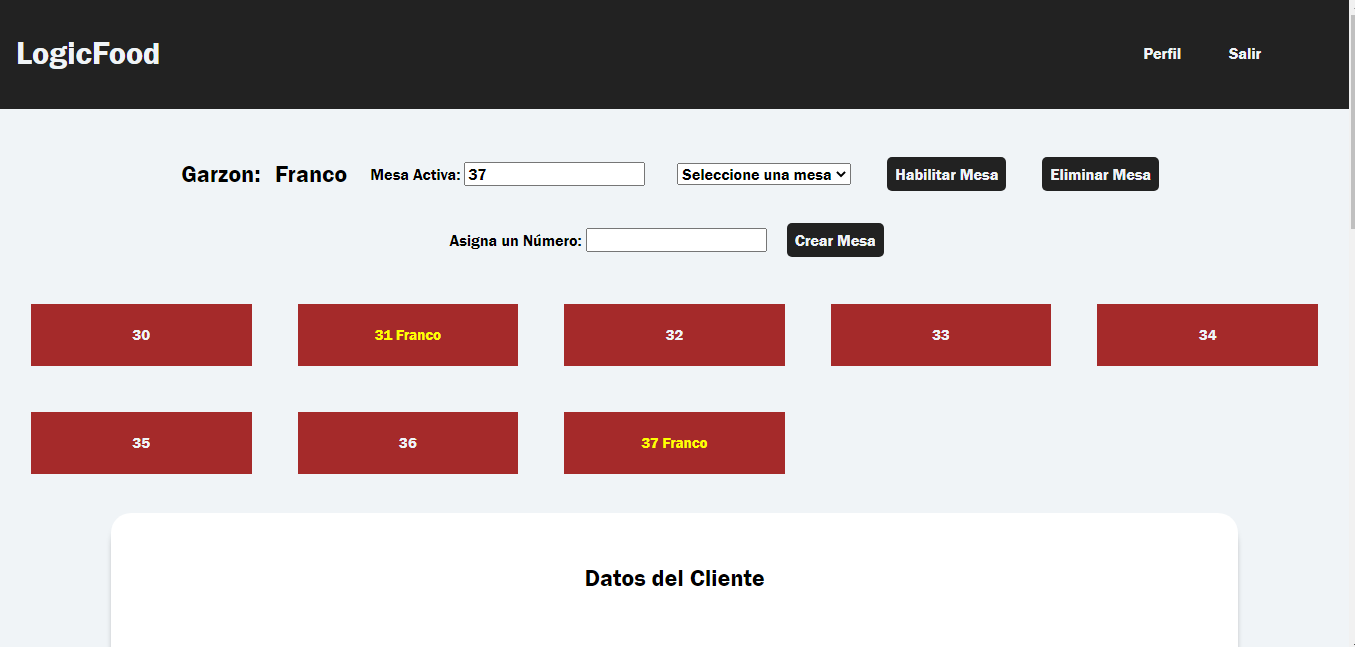 LogicFood Perfil Salir
Garzon: Franco Mesa Activa: 37 Seleccione una mesa Habilitar Mesa Eliminar Mesa
Asigna un Número: Crear Mesa
30 31 Franco 32 33 34
35 36 37 Franco
Datos del Cliente